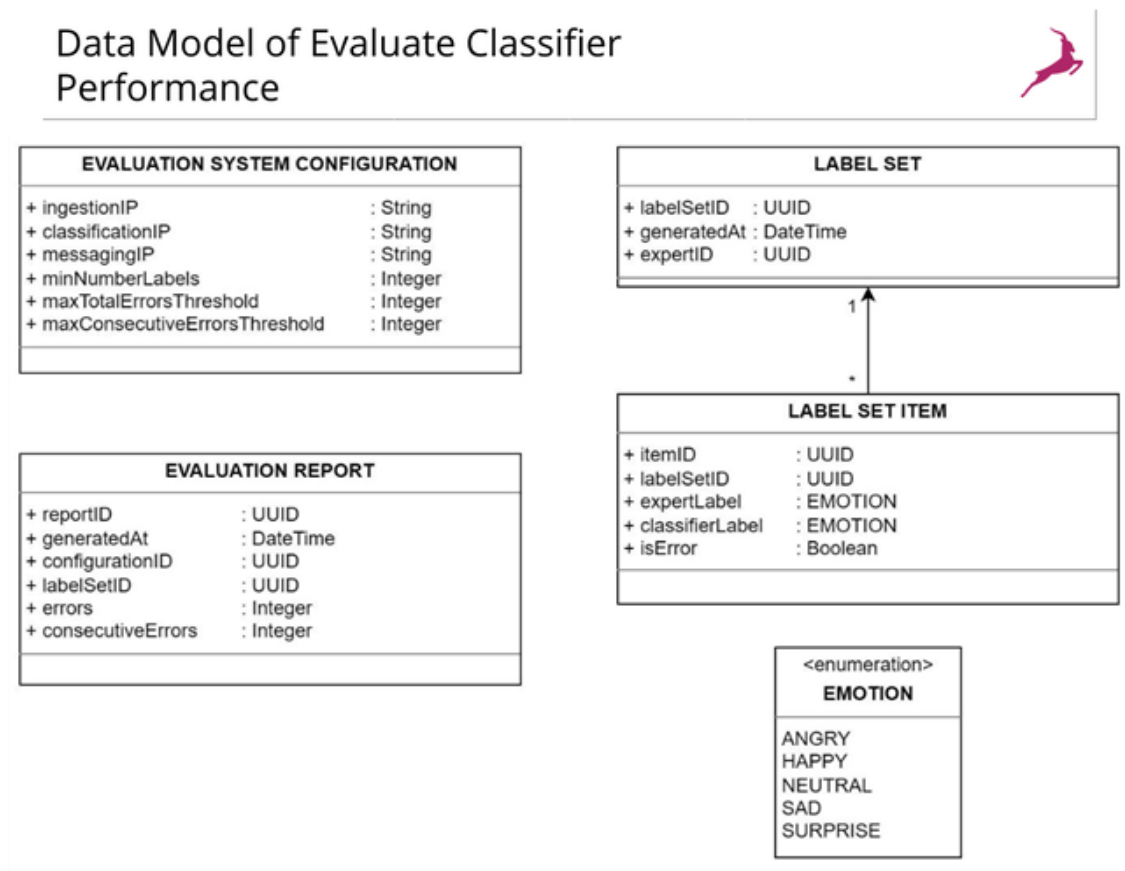 Data Model of Evaluate Classifier
Performance
EVALUATION SYSTEM CONFIGURATION
+ ingestionIP : String
+ classificationIP : String
+ messagingIP : String
+ minNumberLabels : Integer
+ maxTotalErrorsThreshold : Integer
+ maxConsecutiveErrorsThreshold : Integer
LABEL SET
+ labelSetID : UUID
+ generatedAt : DateTime
+ expertID : UUID
1
*
LABEL SET ITEM
+ itemID : UUID
+ labelSetID : UUID
+ expertLabel : EMOTION
+ classifierLabel : EMOTION
+ isError : Boolean
EVALUATION REPORT
+ reportID : UUID
+ generatedAt : DateTime
+ configurationID : UUID
+ labelSetID : UUID
+ errors : Integer
+ consecutiveErrors : Integer
<enumeration>
EMOTION
ANGRY
HAPPY
NEUTRAL
SAD
SURPRISE